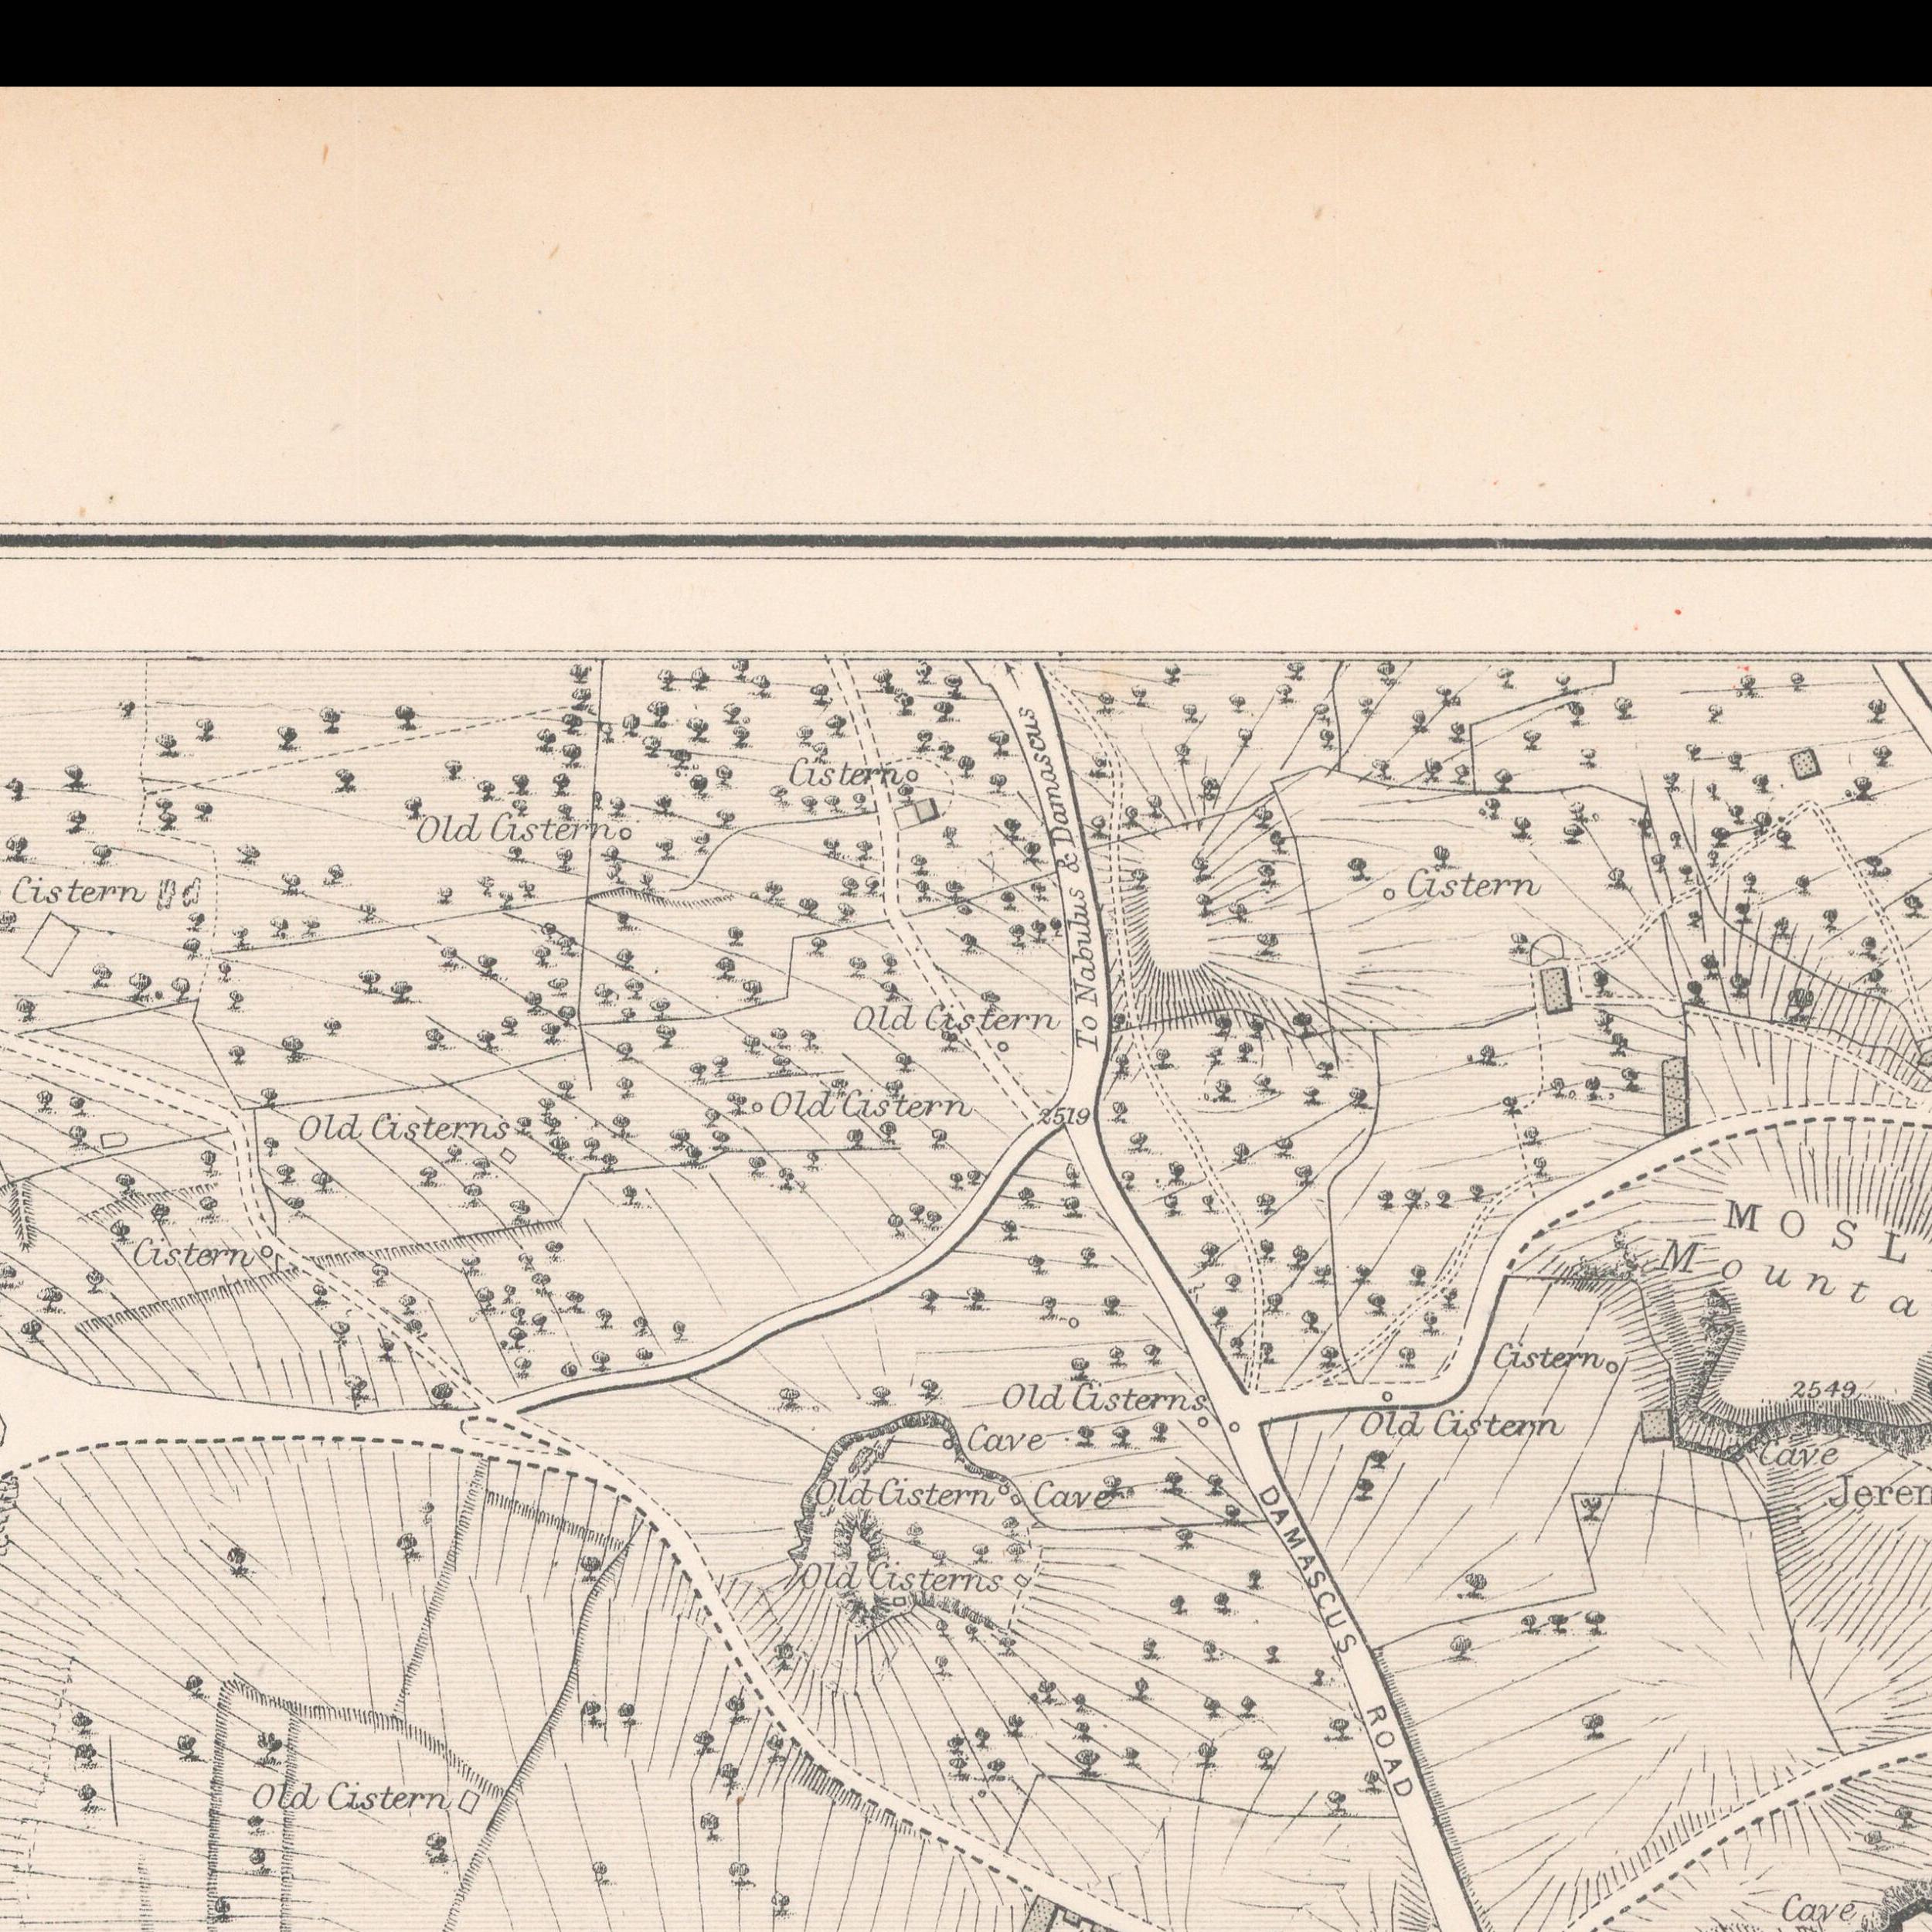 Cistern
Old Cistern
Cistern
Cistern
To Nabulus & Damascus
Old Cistern
Old Cistern
2519
Old Cisterns
Cistern
MOSL
Mounta
Cistern
2549
Old Cisterns
Old Cistern
Cave
Cave
Old Cistern
Cave
Jerem
DAMASCUS ROAD
Old Cisterns
Old Cistern
Cave